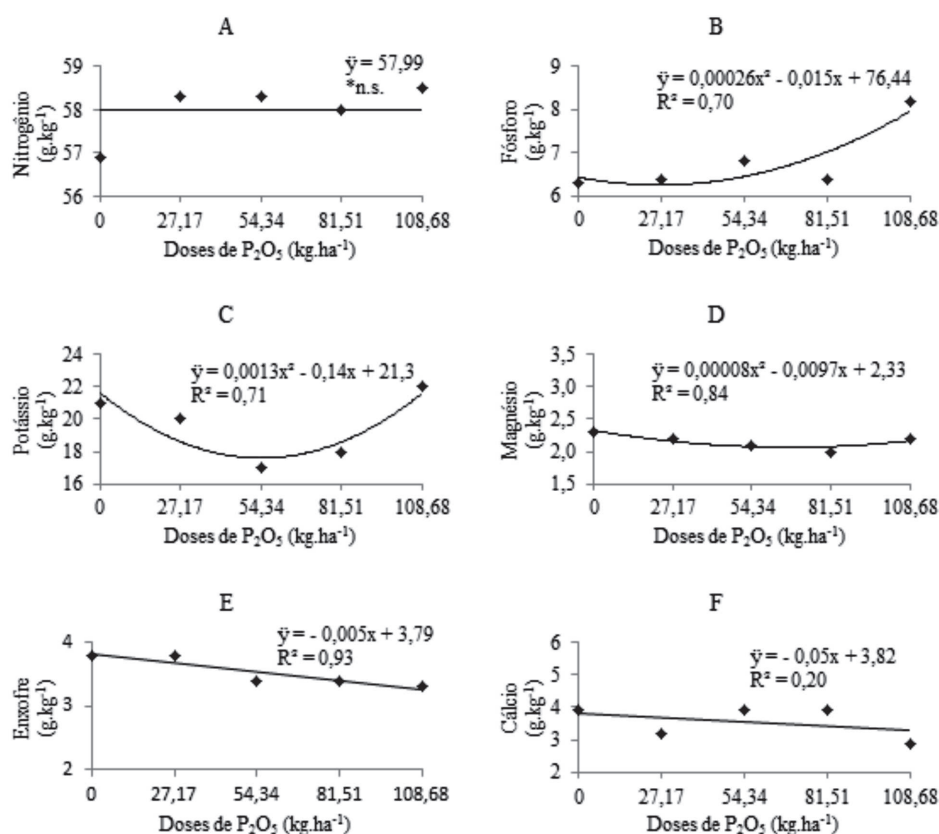 A
Nitrogênio
(g.kg⁻¹)
59
58
57
56
ÿ = 57,99
*n.s.
0 27,17 54,34 81,51 108,68
Doses de P₂O₅ (kg.ha⁻¹)
B
Fósforo
(g.kg⁻¹)
9
8
7
6
ÿ = 0,00026x² - 0,015x + 76,44
R² = 0,70
0 27,17 54,34 81,51 108,68
Doses de P₂O₅ (kg.ha⁻¹)
C
Potássio
(g.kg⁻¹)
24
22
20
18
16
ÿ = 0,0013x² - 0,14x + 21,3
R² = 0,71
0 27,17 54,34 81,51 108,68
Doses de P₂O₅ (kg.ha⁻¹)
D
Magnésio
(g.kg⁻¹)
3,5
3,0
2,5
2,0
1,5
ÿ = 0,00008x² - 0,0097x + 2,33
R² = 0,84
0 27,17 54,34 81,51 108,68
Doses de P₂O₅ (kg.ha⁻¹)
E
Enxofre
(g.kg⁻¹)
4
3
2
ÿ = - 0,005x + 3,79
R² = 0,93
0 27,17 54,34 81,51 108,68
Doses de P₂O₅ (kg.ha⁻¹)
F
Cálcio
(g.kg⁻¹)
6
5
4
3
2
ÿ = - 0,05x + 3,82
R² = 0,20
0 27,17 54,34 81,51 108,68
Doses de P₂O₅ (kg.ha⁻¹)